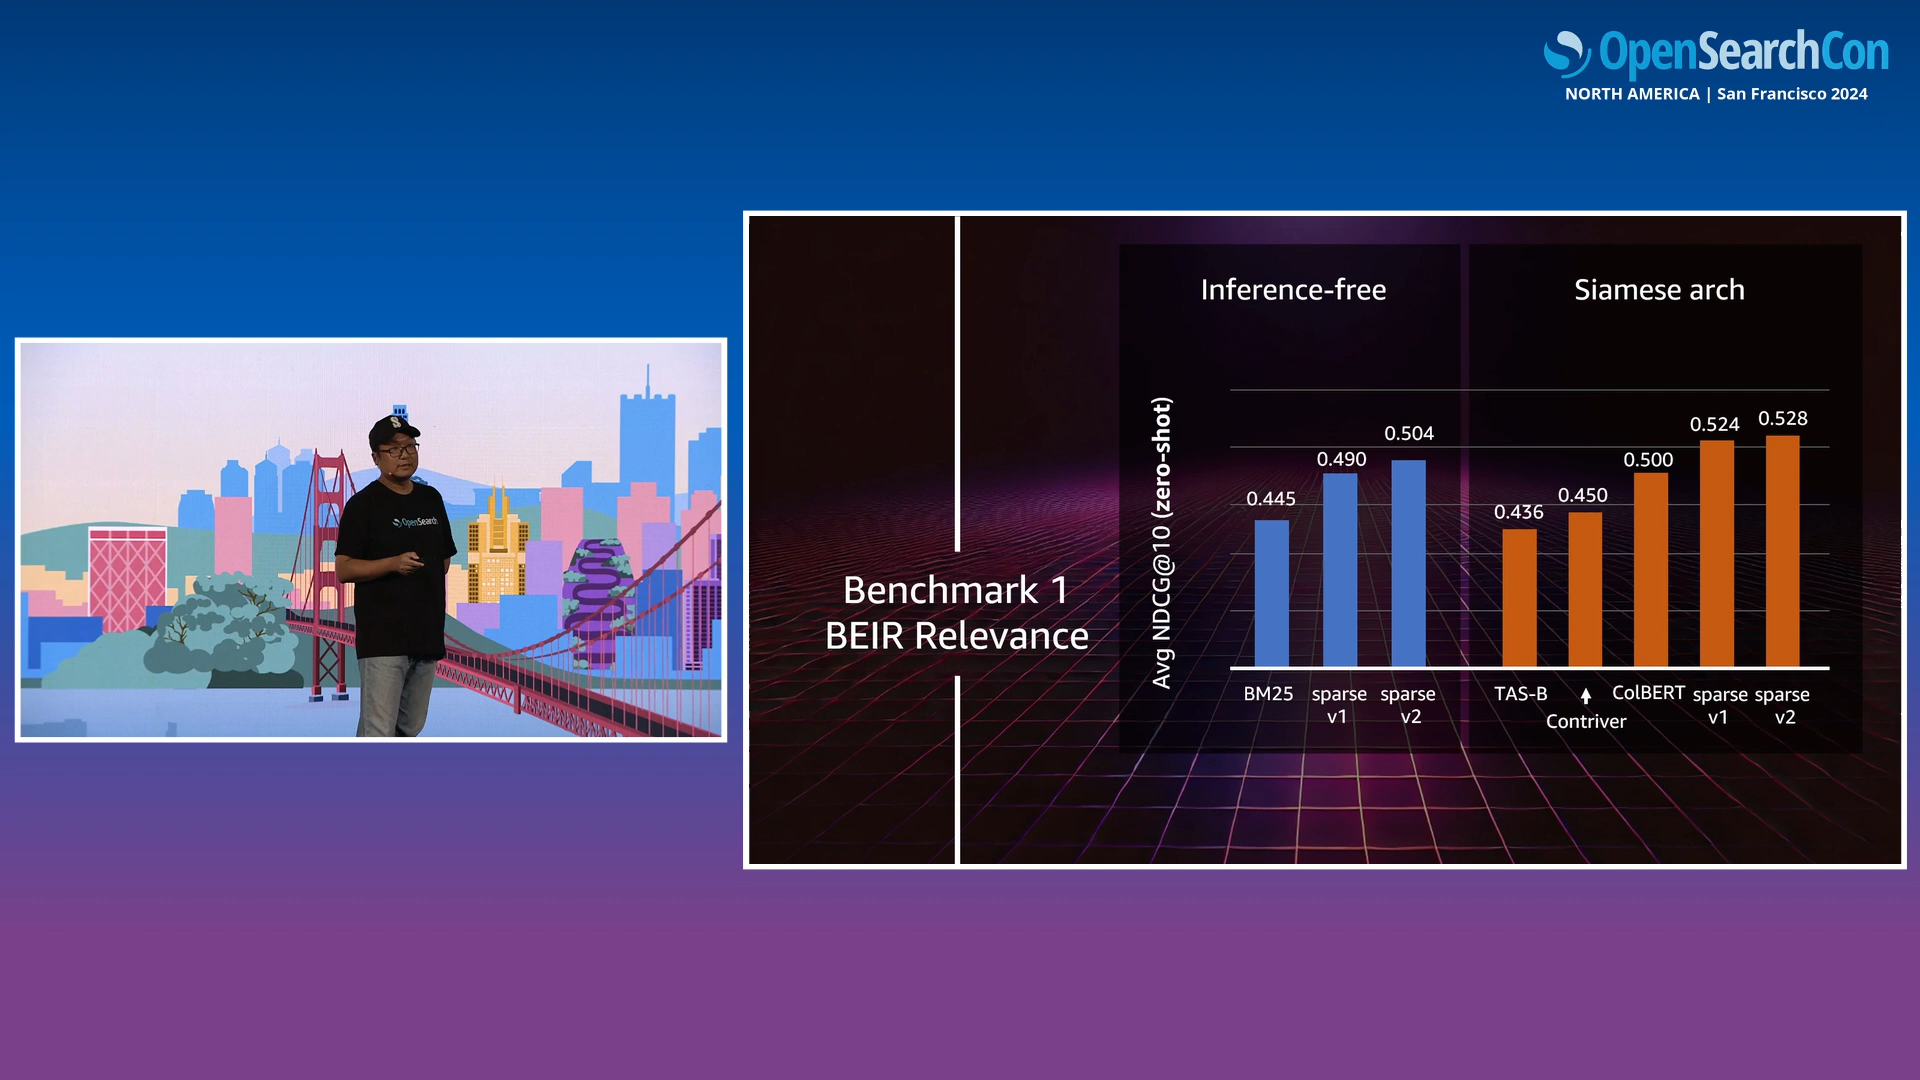 OpenSearchCon
NORTH AMERICA | San Francisco 2024
S
OpenSearch
Benchmark 1
BEIR Relevance
Inference-free
Siamese arch
Avg NDCG@10 (zero-shot)
0.445
0.490
0.504
0.436
0.450
0.500
0.524
0.528
BM25
sparse v1
sparse v2
TAS-B
Contriver
ColBERT
sparse v1
sparse v2